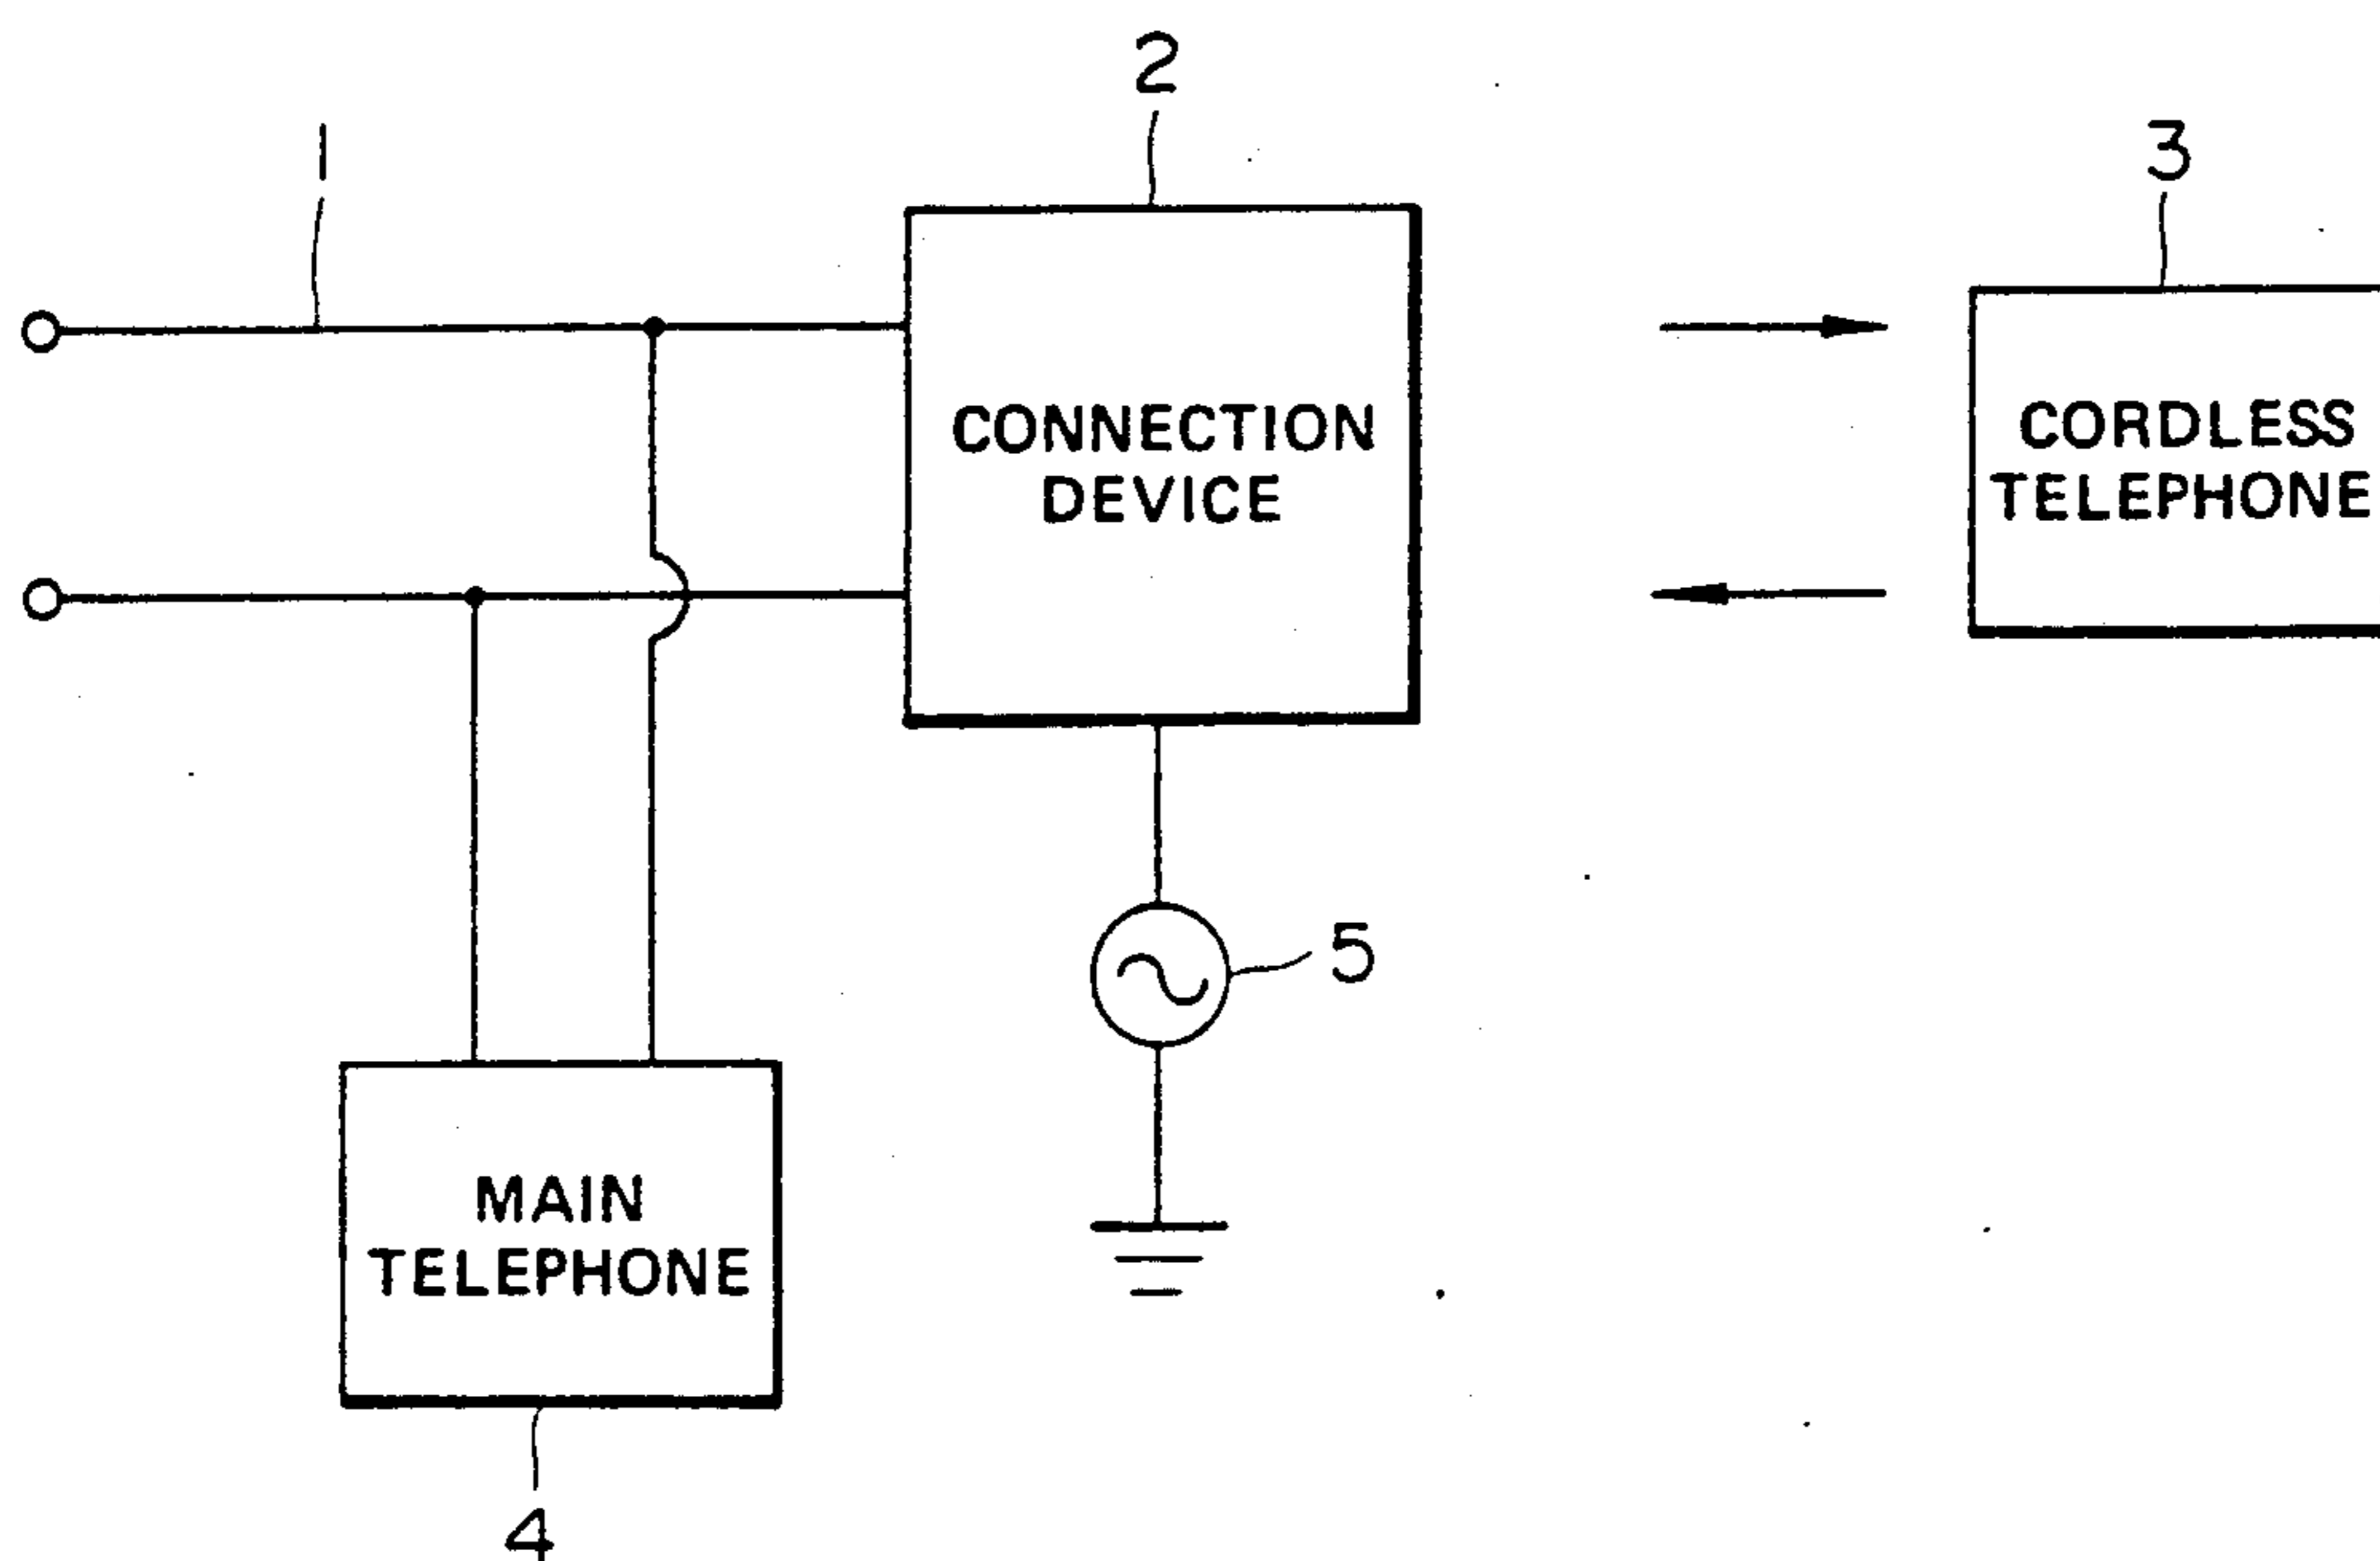 2
1
3
CONNECTION
DEVICE
CORDLESS
TELEPHONE
5
MAIN
TELEPHONE
4